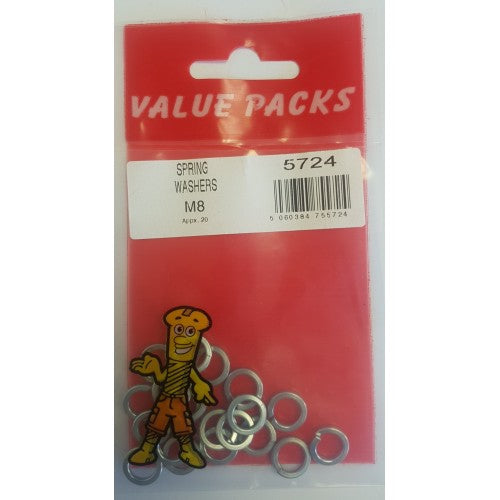 VALUE PACKS
SPRING
WASHERS
M8
Appx. 20
5724
5 060384 755724